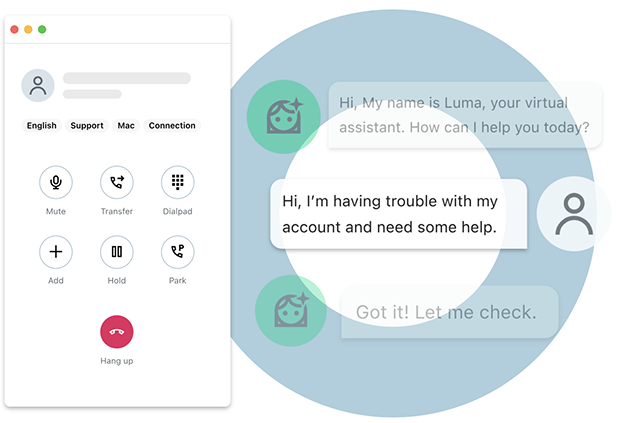 English Support Mac Connection
Mute Transfer Dialpad
Add Hold Park
Hang up
Hi, My name is Luma, your virtual
assistant. How can I help you today?
Hi, I’m having trouble with my
account and need some help.
Got it! Let me check.